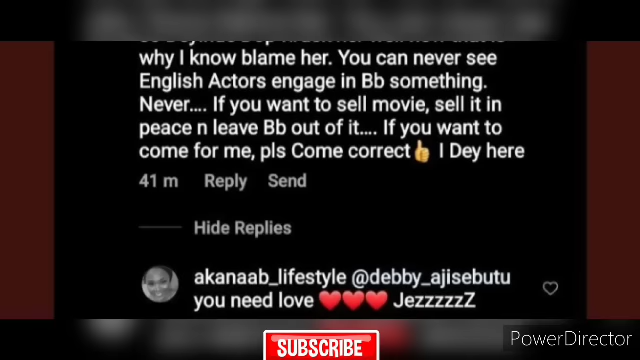 why I know blame her. You can never see
English Actors engage in Bb something.
Never.... If you want to sell movie, sell it in
peace n leave Bb out of it.... If you want to
come for me, pls Come correct👍 I Dey here
41 m Reply Send
Hide Replies
akanaab_lifestyle @debby_ajisebutu
you need love ❤️❤️❤️ JezzzzzZ
SUBSCRIBE
PowerDirector